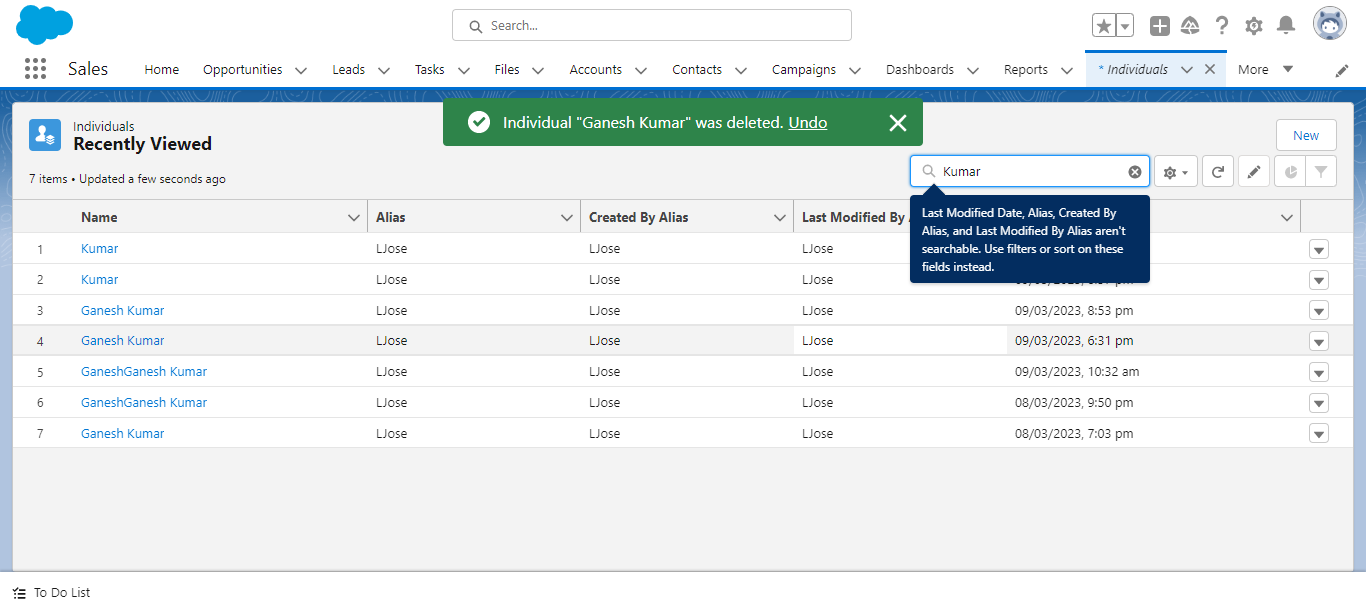 Search...
Sales
Home
Opportunities
Leads
Tasks
Files
Accounts
Contacts
Campaigns
Dashboards
Reports
* Individuals
More
Individual "Ganesh Kumar" was deleted. Undo
Individuals
Recently Viewed
New
7 items • Updated a few seconds ago
Kumar
Last Modified Date, Alias, Created By
Alias, and Last Modified By Alias aren't
searchable. Use filters or sort on these
fields instead.
Name Alias Created By Alias Last Modified By
1 Kumar LJose LJose LJose
2 Kumar LJose LJose LJose
3 Ganesh Kumar LJose LJose LJose 09/03/2023, 8:53 pm
4 Ganesh Kumar LJose LJose LJose 09/03/2023, 6:31 pm
5 GaneshGanesh Kumar LJose LJose LJose 09/03/2023, 10:32 am
6 GaneshGanesh Kumar LJose LJose LJose 08/03/2023, 9:50 pm
7 Ganesh Kumar LJose LJose LJose 08/03/2023, 7:03 pm
To Do List